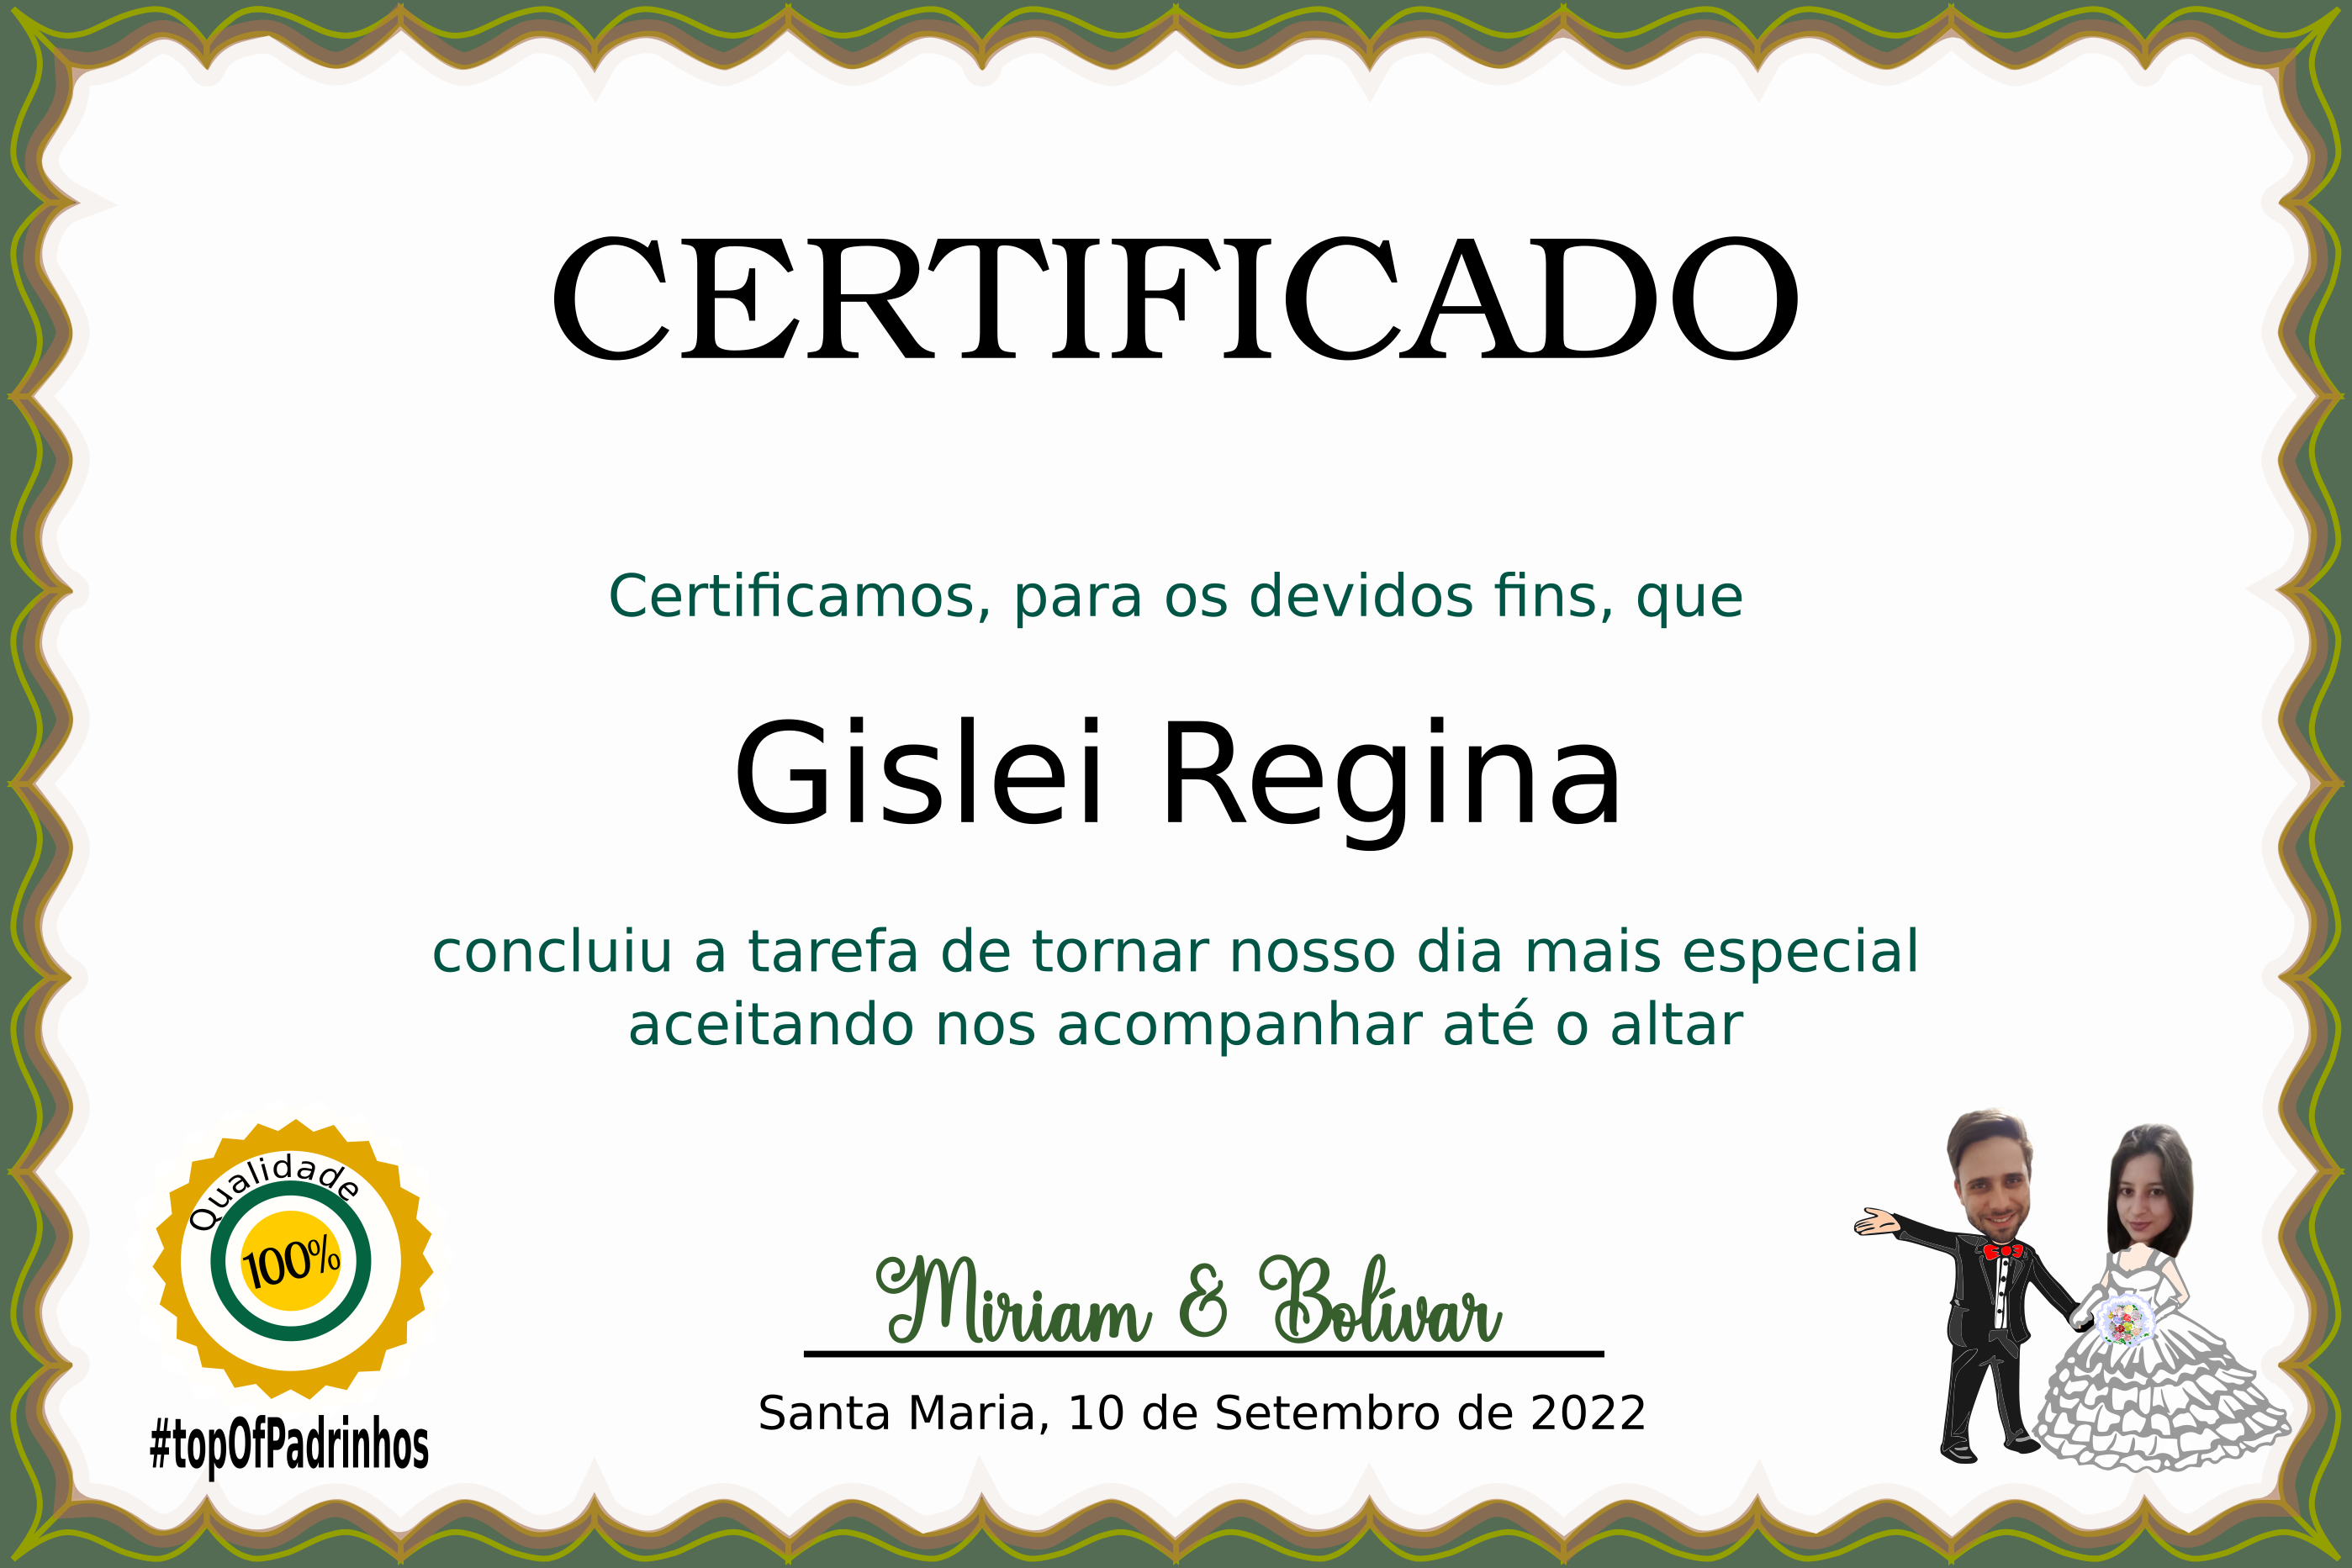 CERTIFICADO
Certificamos, para os devidos fins, que
Gislei Regina
concluiu a tarefa de tornar nosso dia mais especial
aceitando nos acompanhar até o altar
Qualidade
100%
#topOfPadrinhos
Miriam & Bolívar
Santa Maria, 10 de Setembro de 2022